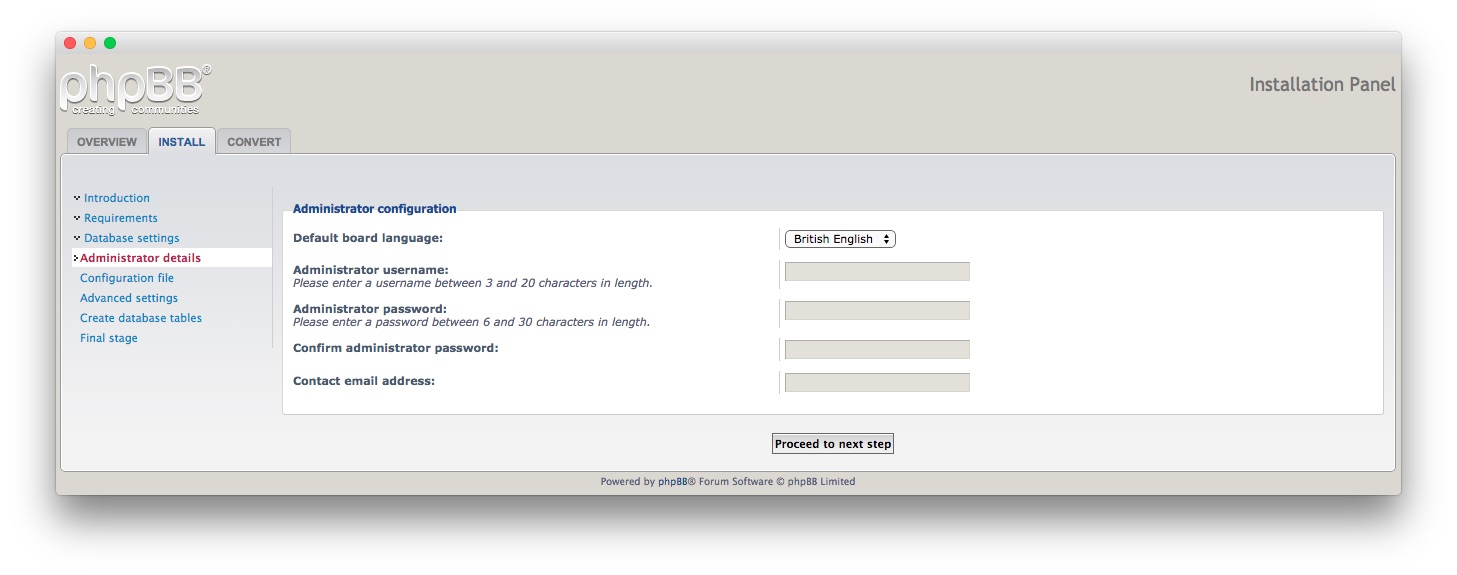 phpBB®
creating communities
Installation Panel
OVERVIEW INSTALL CONVERT
Introduction
Requirements
Database settings
Administrator details
Configuration file
Advanced settings
Create database tables
Final stage
Administrator configuration
Default board language: British English
Administrator username:
Please enter a username between 3 and 20 characters in length.
Administrator password:
Please enter a password between 6 and 30 characters in length.
Confirm administrator password:
Contact email address:
Proceed to next step
Powered by phpBB® Forum Software © phpBB Limited